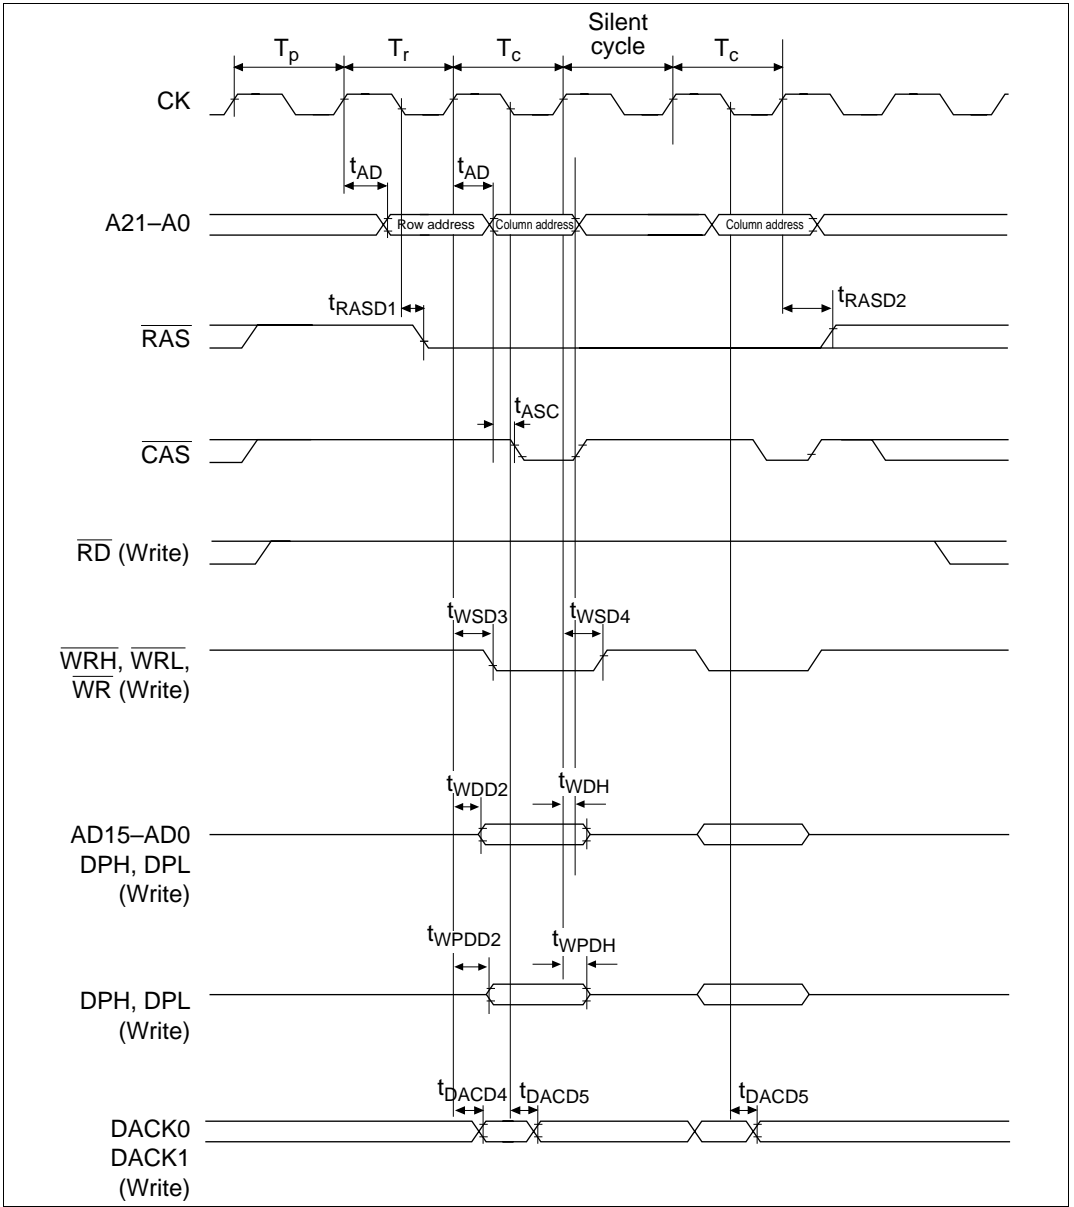 Silent
cycle
Tp
Tr
Tc
Tc
CK
tAD
tAD
A21–A0
Row address
Column address
Column address
tRASD1
tRASD2
RAS
tASC
CAS
RD (Write)
tWSD3
tWSD4
WRH, WRL,
WR (Write)
tWDD2
tWDH
AD15–AD0
DPH, DPL
(Write)
tWPDD2
tWPDH
DPH, DPL
(Write)
tDACD4
tDACD5
tDACD5
DACK0
DACK1
(Write)